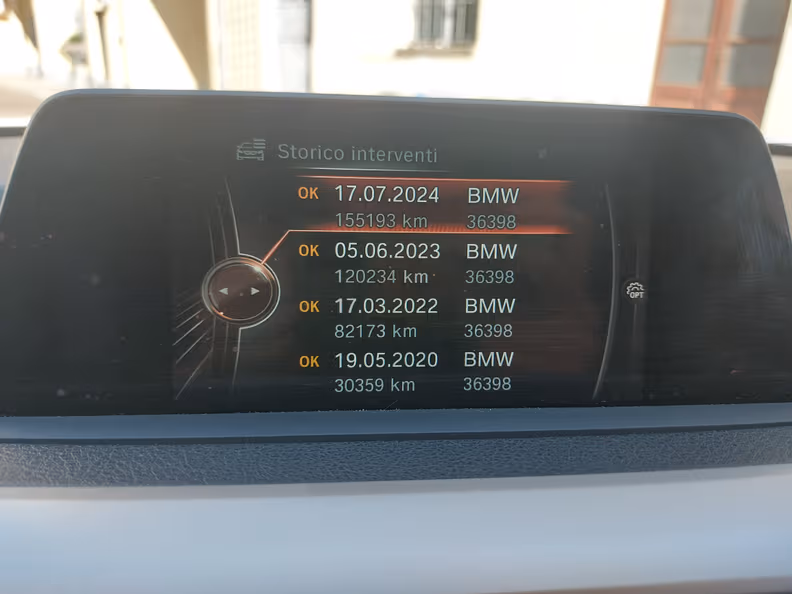 Storico interventi
OK 17.07.2024 BMW
155193 km 36398
OK 05.06.2023 BMW
120234 km 36398
OK 17.03.2022 BMW
82173 km 36398
OK 19.05.2020 BMW
30359 km 36398
OPT